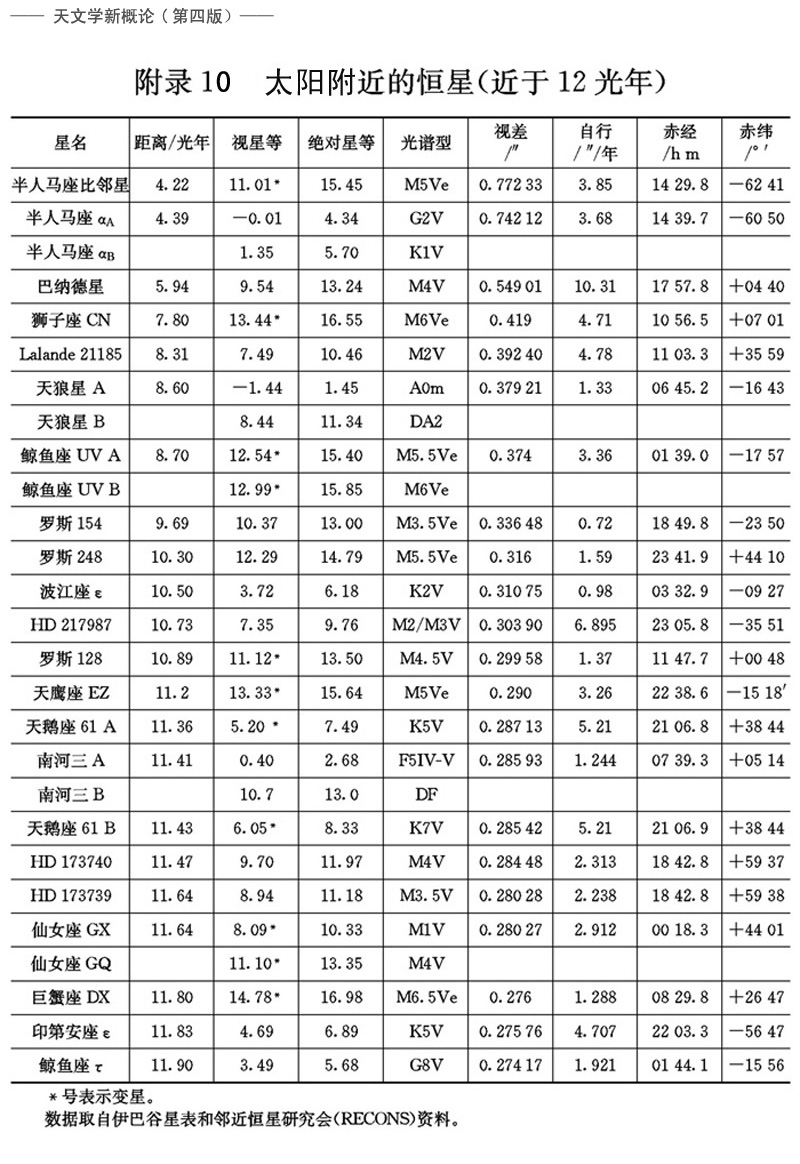 —— 天文学新概论（第四版）——
附录 10 太阳附近的恒星(近于 12 光年)
星名 距离/光年 视星等 绝对星等 光谱型 视差/″ 自行/″/年 赤经/h m 赤纬/° ′
半人马座比邻星 4.22 11.01* 15.45 M5Ve 0.772 33 3.85 14 29.8 −62 41
半人马座 αA 4.39 −0.01 4.34 G2V 0.742 12 3.68 14 39.7 −60 50
半人马座 αB 1.35 5.70 K1V
巴纳德星 5.94 9.54 13.24 M4V 0.549 01 10.31 17 57.8 +04 40
狮子座 CN 7.80 13.44* 16.55 M6Ve 0.419 4.71 10 56.5 +07 01
Lalande 21185 8.31 7.49 10.46 M2V 0.392 40 4.78 11 03.3 +35 59
天狼星 A 8.60 −1.44 1.45 A0m 0.379 21 1.33 06 45.2 −16 43
天狼星 B 8.44 11.34 DA2
鲸鱼座 UV A 8.70 12.54* 15.40 M5.5Ve 0.374 3.36 01 39.0 −17 57
鲸鱼座 UV B 12.99* 15.85 M6Ve
罗斯 154 9.69 10.37 13.00 M3.5Ve 0.336 48 0.72 18 49.8 −23 50
罗斯 248 10.30 12.29 14.79 M5.5Ve 0.316 1.59 23 41.9 +44 10
波江座 ε 10.50 3.72 6.18 K2V 0.310 75 0.98 03 32.9 −09 27
HD 217987 10.73 7.35 9.76 M2/M3V 0.303 90 6.895 23 05.8 −35 51
罗斯 128 10.89 11.12* 13.50 M4.5V 0.299 58 1.37 11 47.7 +00 48
天鹰座 EZ 11.2 13.33* 15.64 M5Ve 0.290 3.26 22 38.6 −15 18′
天鹅座 61 A 11.36 5.20 * 7.49 K5V 0.287 13 5.21 21 06.8 +38 44
南河三 A 11.41 0.40 2.68 F5IV-V 0.285 93 1.244 07 39.3 +05 14
南河三 B 10.7 13.0 DF
天鹅座 61 B 11.43 6.05* 8.33 K7V 0.285 42 5.21 21 06.9 +38 44
HD 173740 11.47 9.70 11.97 M4V 0.284 48 2.313 18 42.8 +59 37
HD 173739 11.64 8.94 11.18 M3.5V 0.280 28 2.238 18 42.8 +59 38
仙女座 GX 11.64 8.09* 10.33 M1V 0.280 27 2.912 00 18.3 +44 01
仙女座 GQ 11.10* 13.35 M4V
巨蟹座 DX 11.80 14.78* 16.98 M6.5Ve 0.276 1.288 08 29.8 +26 47
印第安座 ε 11.83 4.69 6.89 K5V 0.275 76 4.707 22 03.3 −56 47
鲸鱼座 τ 11.90 3.49 5.68 G8V 0.274 17 1.921 01 44.1 −15 56
* 号表示变星。
数据取自伊巴谷星表和邻近恒星研究会(RECONS)资料。